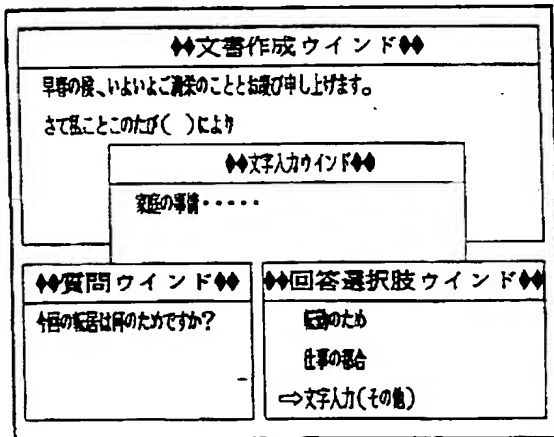 ◆◆文書作成ウインド◆◆
早春の侯、いよいよご清栄のこととお慶び申し上げます。
さて私ことこのたび( )により
◆◆文字入力ウインド◆◆
家庭の事情・・・・・
◆◆質問ウインド◆◆
今回の転居は何のためですか?
◆◆回答選択肢ウインド◆◆
転勤のため
仕事の都合
⇨文字入力(その他)